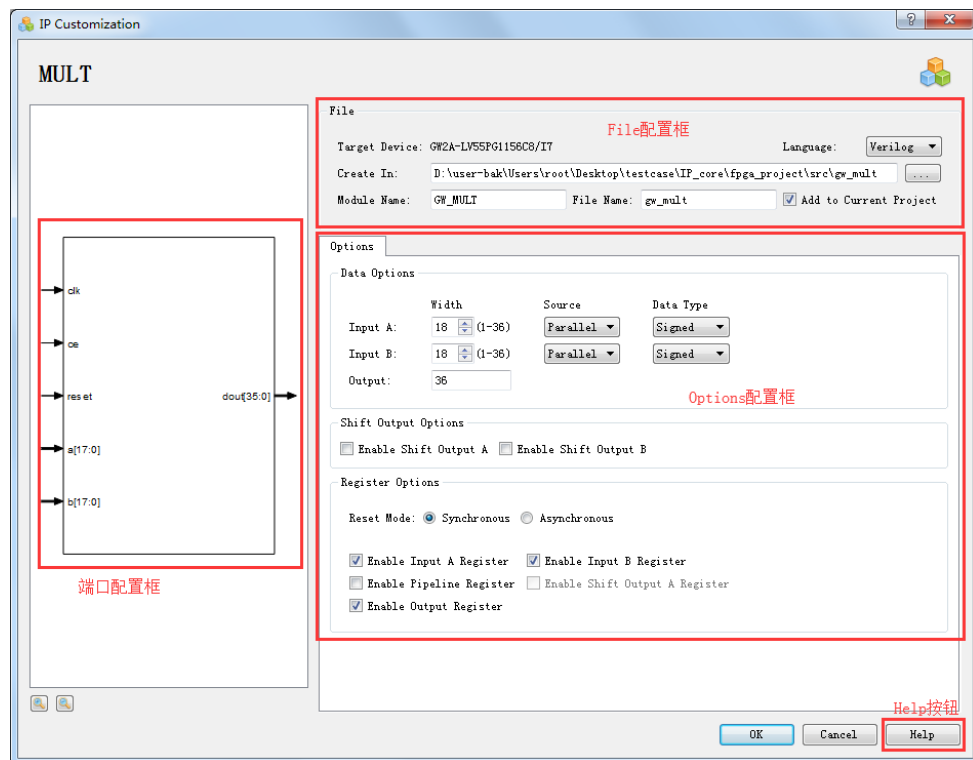 IP Customization
MULT
File
File配置框
Target Device: GW2A-LV55PG1156C8/I7
Language: Verilog
Create In: D:\user-bak\Users\root\Desktop\testcase\IP_core\fpga_project\src\gw_mult ...
Module Name: GW_MULT File Name: gw_mult Add to Current Project
clk
ce
reset
a[17:0]
b[17:0]
dout[35:0]
端口配置框
Options
Data Options
Width Source Data Type
Input A: 18 (1-36) Parallel Signed
Input B: 18 (1-36) Parallel Signed
Output: 36
Options配置框
Shift Output Options
Enable Shift Output A Enable Shift Output B
Register Options
Reset Mode: Synchronous Asynchronous
Enable Input A Register Enable Input B Register
Enable Pipeline Register Enable Shift Output A Register
Enable Output Register
Help按钮
OK Cancel Help